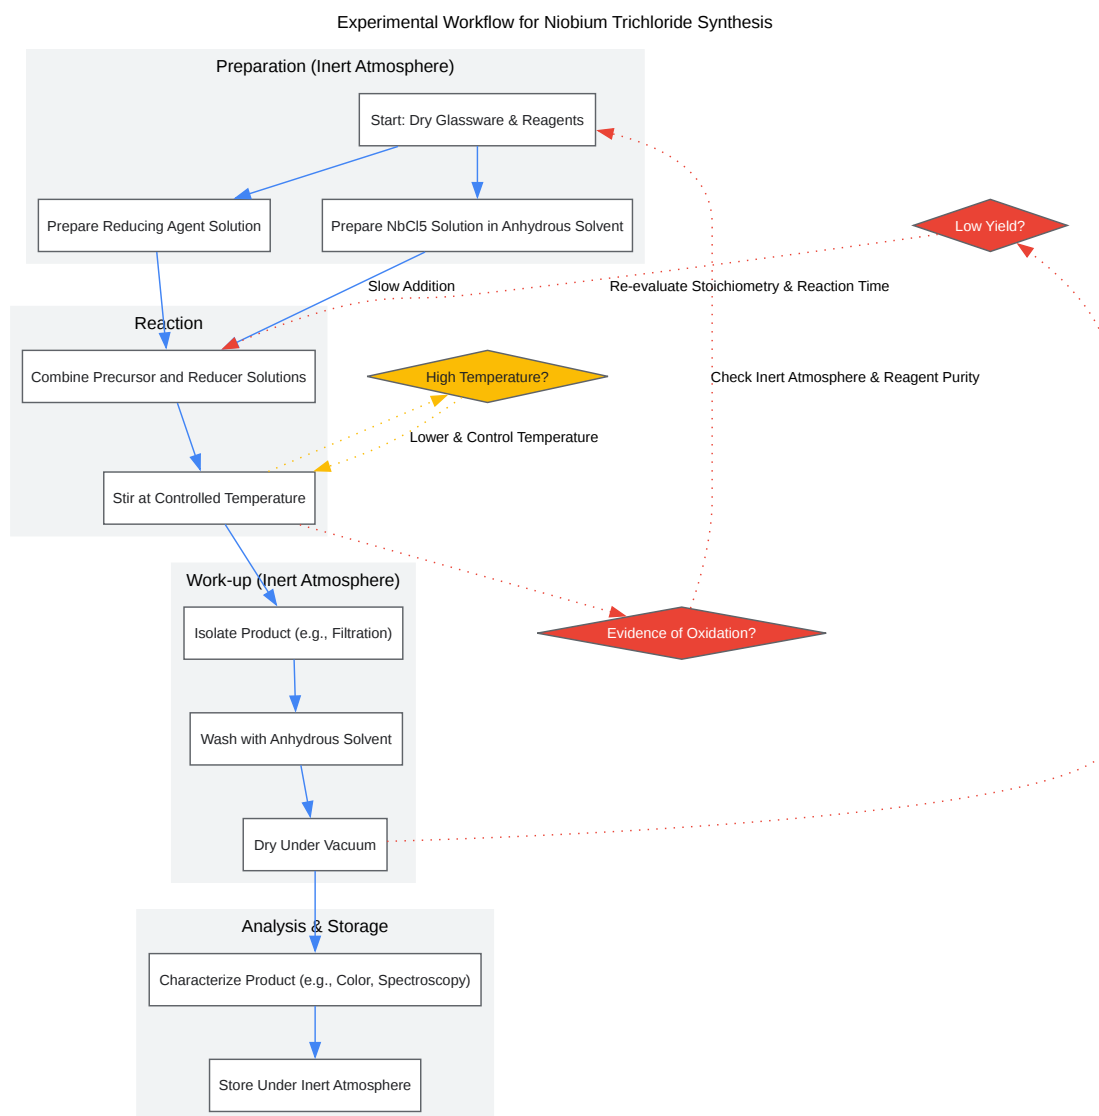 Experimental Workflow for Niobium Trichloride Synthesis
Preparation (Inert Atmosphere)
Start: Dry Glassware & Reagents
Prepare Reducing Agent Solution
Prepare NbCl5 Solution in Anhydrous Solvent
Low Yield?
Slow Addition
Re-evaluate Stoichiometry & Reaction Time
Reaction
Combine Precursor and Reducer Solutions
High Temperature?
Check Inert Atmosphere & Reagent Purity
Lower & Control Temperature
Stir at Controlled Temperature
Work-up (Inert Atmosphere)
Isolate Product (e.g., Filtration)
Evidence of Oxidation?
Wash with Anhydrous Solvent
Dry Under Vacuum
Analysis & Storage
Characterize Product (e.g., Color, Spectroscopy)
Store Under Inert Atmosphere